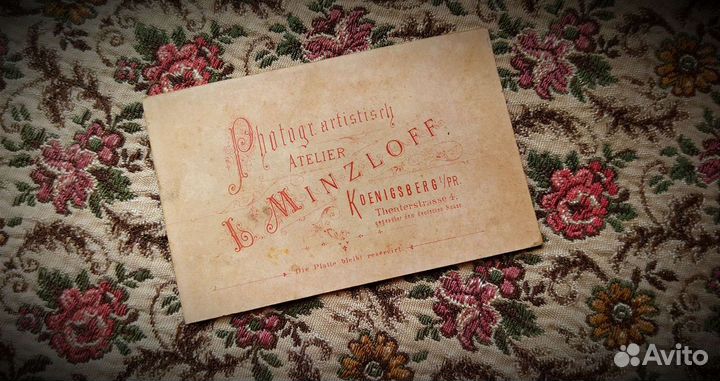 Photogr. artistisch
ATELIER
L. MINZLOFF.
KOENIGSBERG I/PR.
Theaterstrasse 4,
Die Platte bleibt reservirt.
Avito